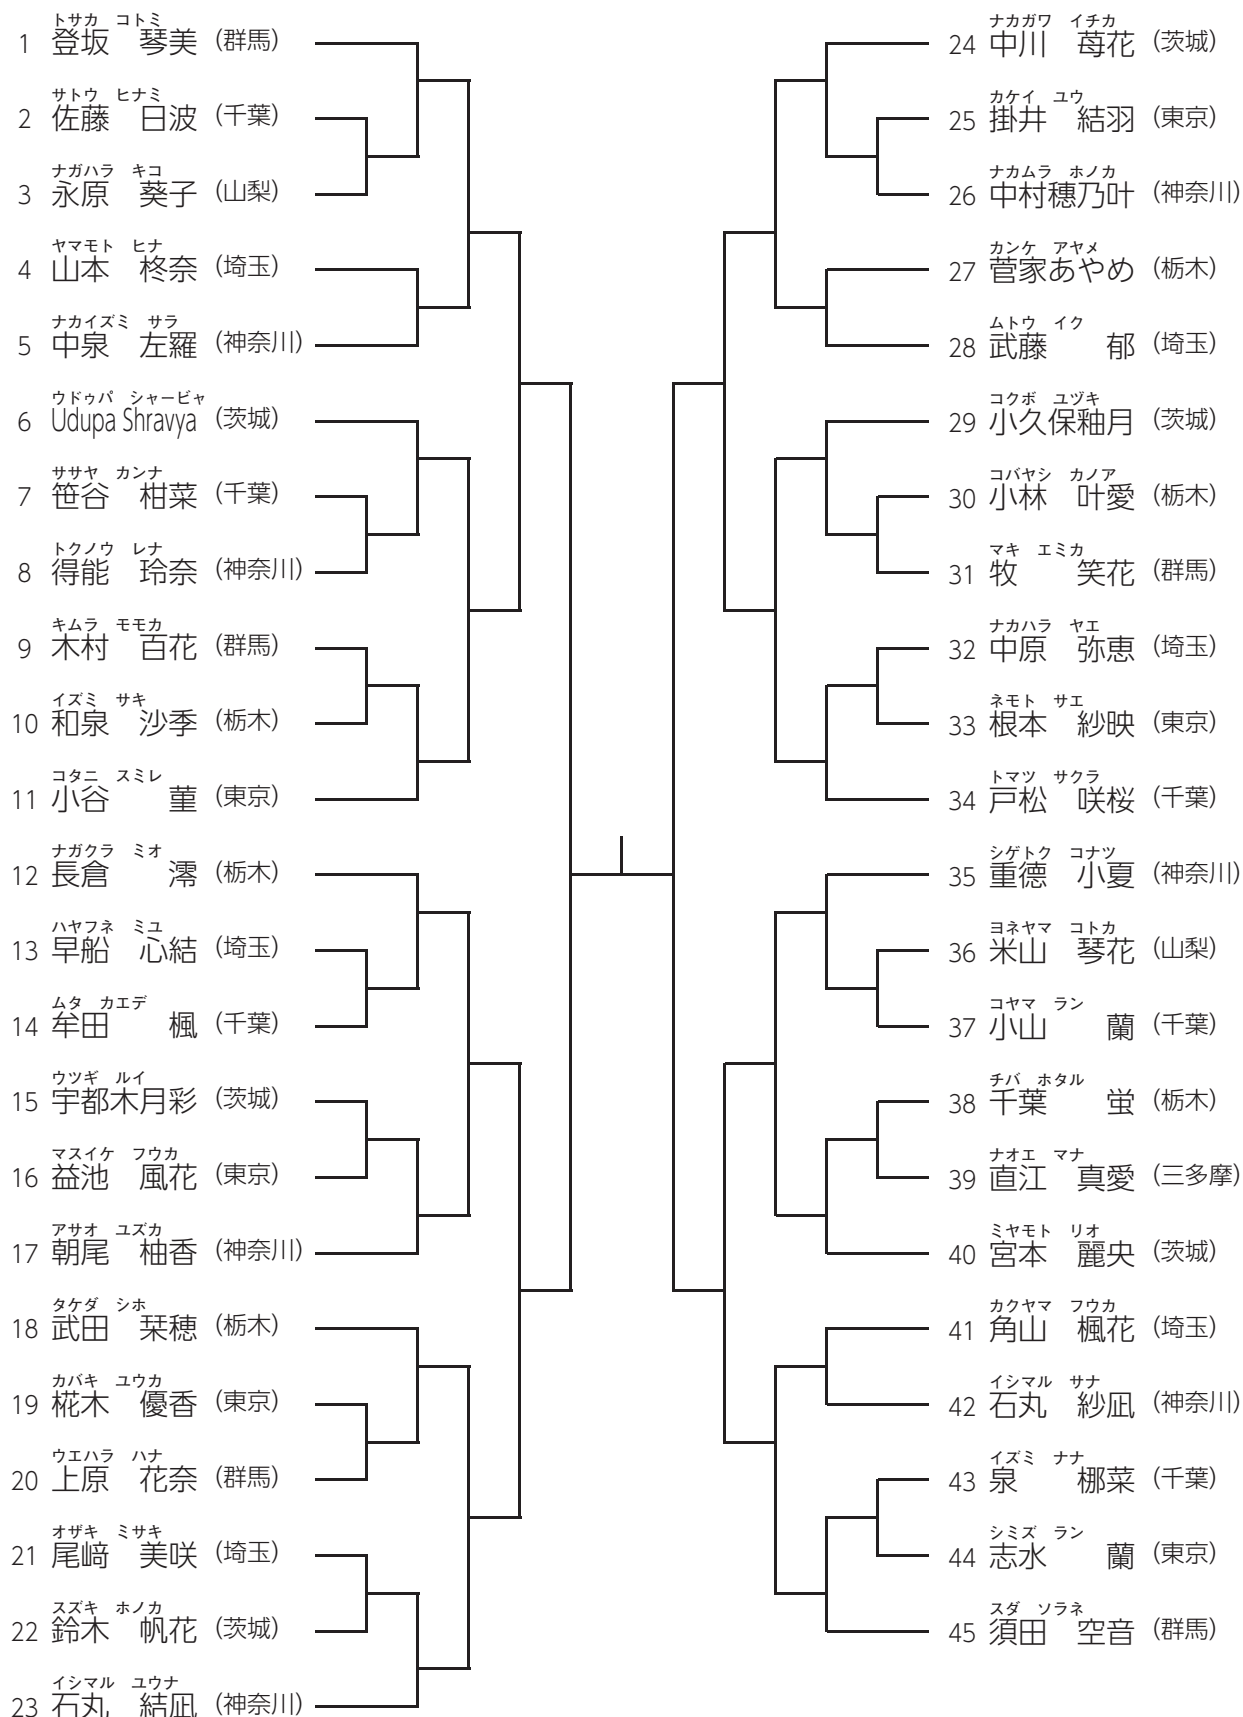 トサカ コトミ
1 登坂 琴美 (群馬)
サトウ ヒナミ
2 佐藤 日波 (千葉)
ナガハラ キコ
3 永原 葵子 (山梨)
ヤマモト ヒナ
4 山本 柊奈 (埼玉)
ナカイズミ サラ
5 中泉 左羅 (神奈川)
ウドゥパ シャービャ
6 Udupa Shravya (茨城)
ササヤ カンナ
7 笹谷 柑菜 (千葉)
トクノウ レナ
8 得能 玲奈 (神奈川)
キムラ モモカ
9 木村 百花 (群馬)
イズミ サキ
10 和泉 沙季 (栃木)
コタニ スミレ
11 小谷 菫 (東京)
ナガクラ ミオ
12 長倉 澪 (栃木)
ハヤフネ ミユ
13 早船 心結 (埼玉)
ムタ カエデ
14 牟田 楓 (千葉)
ウツギ ルイ
15 宇都木月彩 (茨城)
マスイケ フウカ
16 益池 風花 (東京)
アサオ ユズカ
17 朝尾 柚香 (神奈川)
タケダ シホ
18 武田 栞穂 (栃木)
カバキ ユウカ
19 椛木 優香 (東京)
ウエハラ ハナ
20 上原 花奈 (群馬)
オザキ ミサキ
21 尾﨑 美咲 (埼玉)
スズキ ホノカ
22 鈴木 帆花 (茨城)
イシマル ユウナ
23 石丸 結凪 (神奈川)
ナカガワ イチカ
24 中川 苺花 (茨城)
カケイ ユウ
25 掛井 結羽 (東京)
ナカムラ ホノカ
26 中村穂乃叶 (神奈川)
カンケ アヤメ
27 菅家あやめ (栃木)
ムトウ イク
28 武藤 郁 (埼玉)
コクボ ユヅキ
29 小久保釉月 (茨城)
コバヤシ カノア
30 小林 叶愛 (栃木)
マキ エミカ
31 牧 笑花 (群馬)
ナカハラ ヤエ
32 中原 弥恵 (埼玉)
ネモト サエ
33 根本 紗映 (東京)
トマツ サクラ
34 戸松 咲桜 (千葉)
シゲトク コナツ
35 重徳 小夏 (神奈川)
ヨネヤマ コトカ
36 米山 琴花 (山梨)
コヤマ ラン
37 小山 蘭 (千葉)
チバ ホタル
38 千葉 蛍 (栃木)
ナオエ マナ
39 直江 真愛 (三多摩)
ミヤモト リオ
40 宮本 麗央 (茨城)
カクヤマ フウカ
41 角山 楓花 (埼玉)
イシマル サナ
42 石丸 紗凪 (神奈川)
イズミ ナナ
43 泉 梛菜 (千葉)
シミズ ラン
44 志水 蘭 (東京)
スダ ソラネ
45 須田 空音 (群馬)